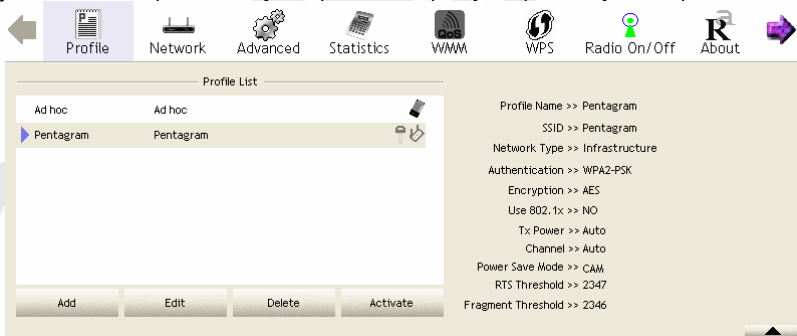 Profile Network Advanced Statistics QoS WMM WPS Radio On/Off About
Profile List
Ad hoc Ad hoc
Pentagram Pentagram
Add Edit Delete Activate
Profile Name >> Pentagram
SSID >> Pentagram
Network Type >> Infrastructure
Authentication >> WPA2-PSK
Encryption >> AES
Use 802.1x >> NO
Tx Power >> Auto
Channel >> Auto
Power Save Mode >> CAM
RTS Threshold >> 2347
Fragment Threshold >> 2346